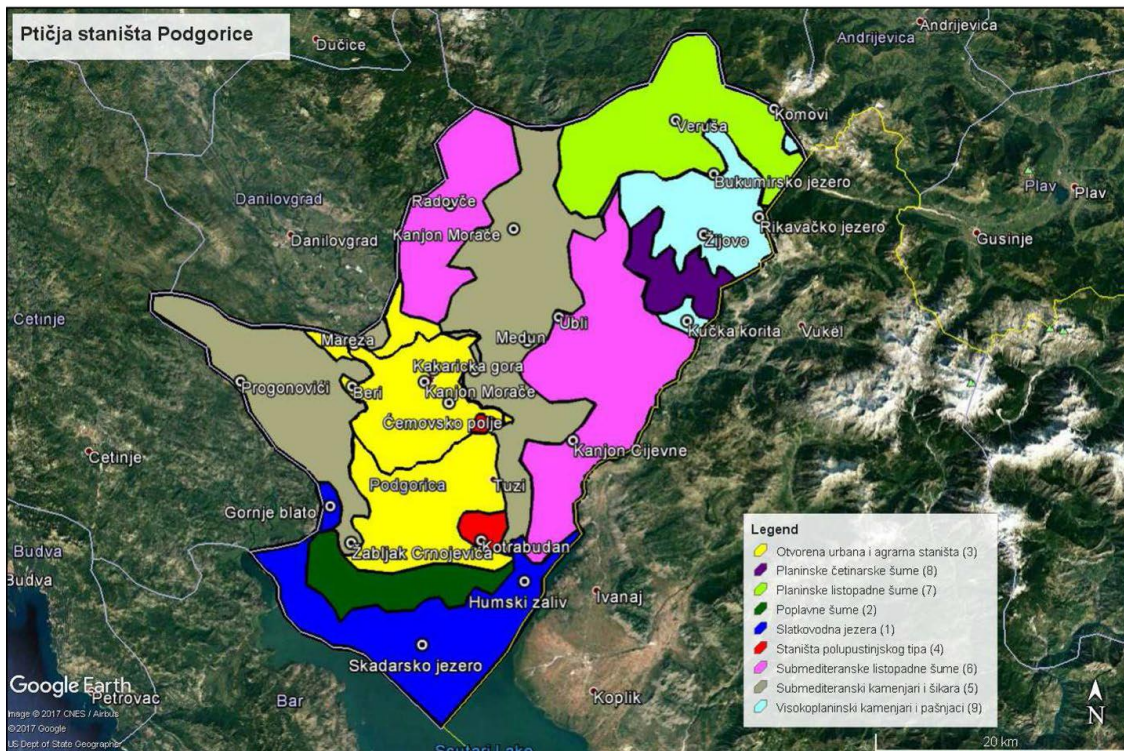 Ptičja staništa Podgorice
Dučice
Andrijevica
Andrijevica
Komovi
Veruša
Bukumirsko jezero
Plav
Plav
Danilovgrad
Radovče
Rikavačko jezero
Danilovgrad
Kanjon Morače
Žijovo
Gusinje
Cetinje
Ubli
Kučka korita
Vukël
Mareza
Medun
Kakaricka gora
Progonovići
Beri
Kanjon Morače
Ćemovsko polje
Kanjon Cijevne
Cetinje
Podgorica
Tuzi
Gornje blato
Žabljak Crnojevića
Kotrabudan
Budva
Budva
Humski zaliv
Ivanaj
Skadarsko jezero
Petrovac
Bar
Koplik
Scutari Lake
Legend
Otvorena urbana i agrarna staništa (3)
Planinske četinarske šume (8)
Planinske listopadne šume (7)
Poplavne šume (2)
Slatkovodna jezera (1)
Staništa polupustinjskog tipa (4)
Submediteranske listopadne šume (6)
Submediteranski kamenjari i šikara (5)
Visokoplaninski kamenjari i pašnjaci (9)
Google Earth
Image © 2017 CNES / Airbus
©2017 Google
US Dept of State Geographer
N
20 km